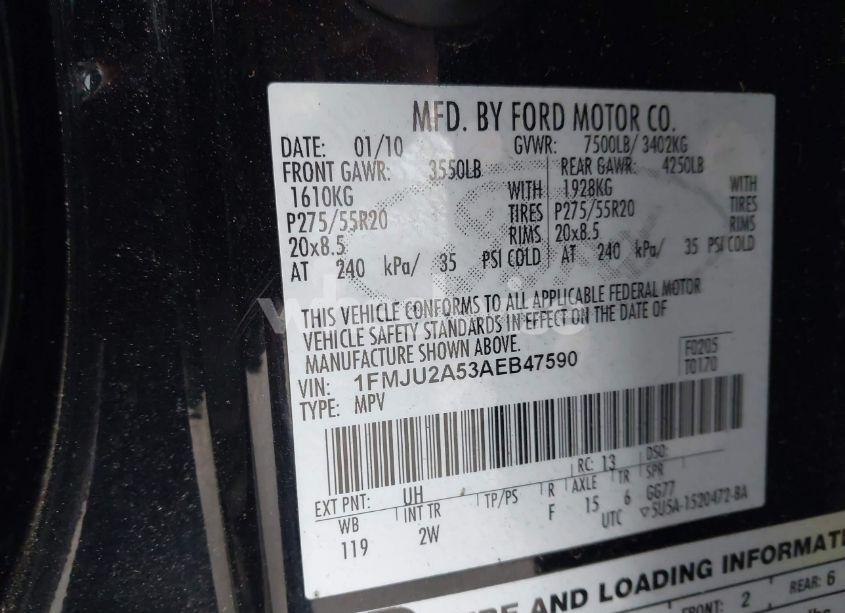 MFD. BY FORD MOTOR CO.
DATE: 01/10 GVWR: 7500LB/ 3402KG
FRONT GAWR: 3550LB REAR GAWR: 4250LB
1610KG WITH 1928KG WITH
P275/55R20 TIRES P275/55R20 TIRES
20x8.5 RIMS 20x8.5 RIMS
AT 240 kPa/ 35 PSI COLD AT 240 kPa/ 35 PSI COLD
THIS VEHICLE CONFORMS TO ALL APPLICABLE FEDERAL MOTOR
VEHICLE SAFETY STANDARDS IN EFFECT ON THE DATE OF
MANUFACTURE SHOWN ABOVE.
VIN: 1FMJU2A53AEB47590 F0205
TYPE: MPV T0170
EXT PNT: UH RC: 13 DSO:
WB INT TR TP/PS R AXLE TR SPR
119 2W F 15 6 GG77
UTC ▽5U5A-1520472-BA
AND LOADING INFORMAT
FRONT: 2 REAR: 6